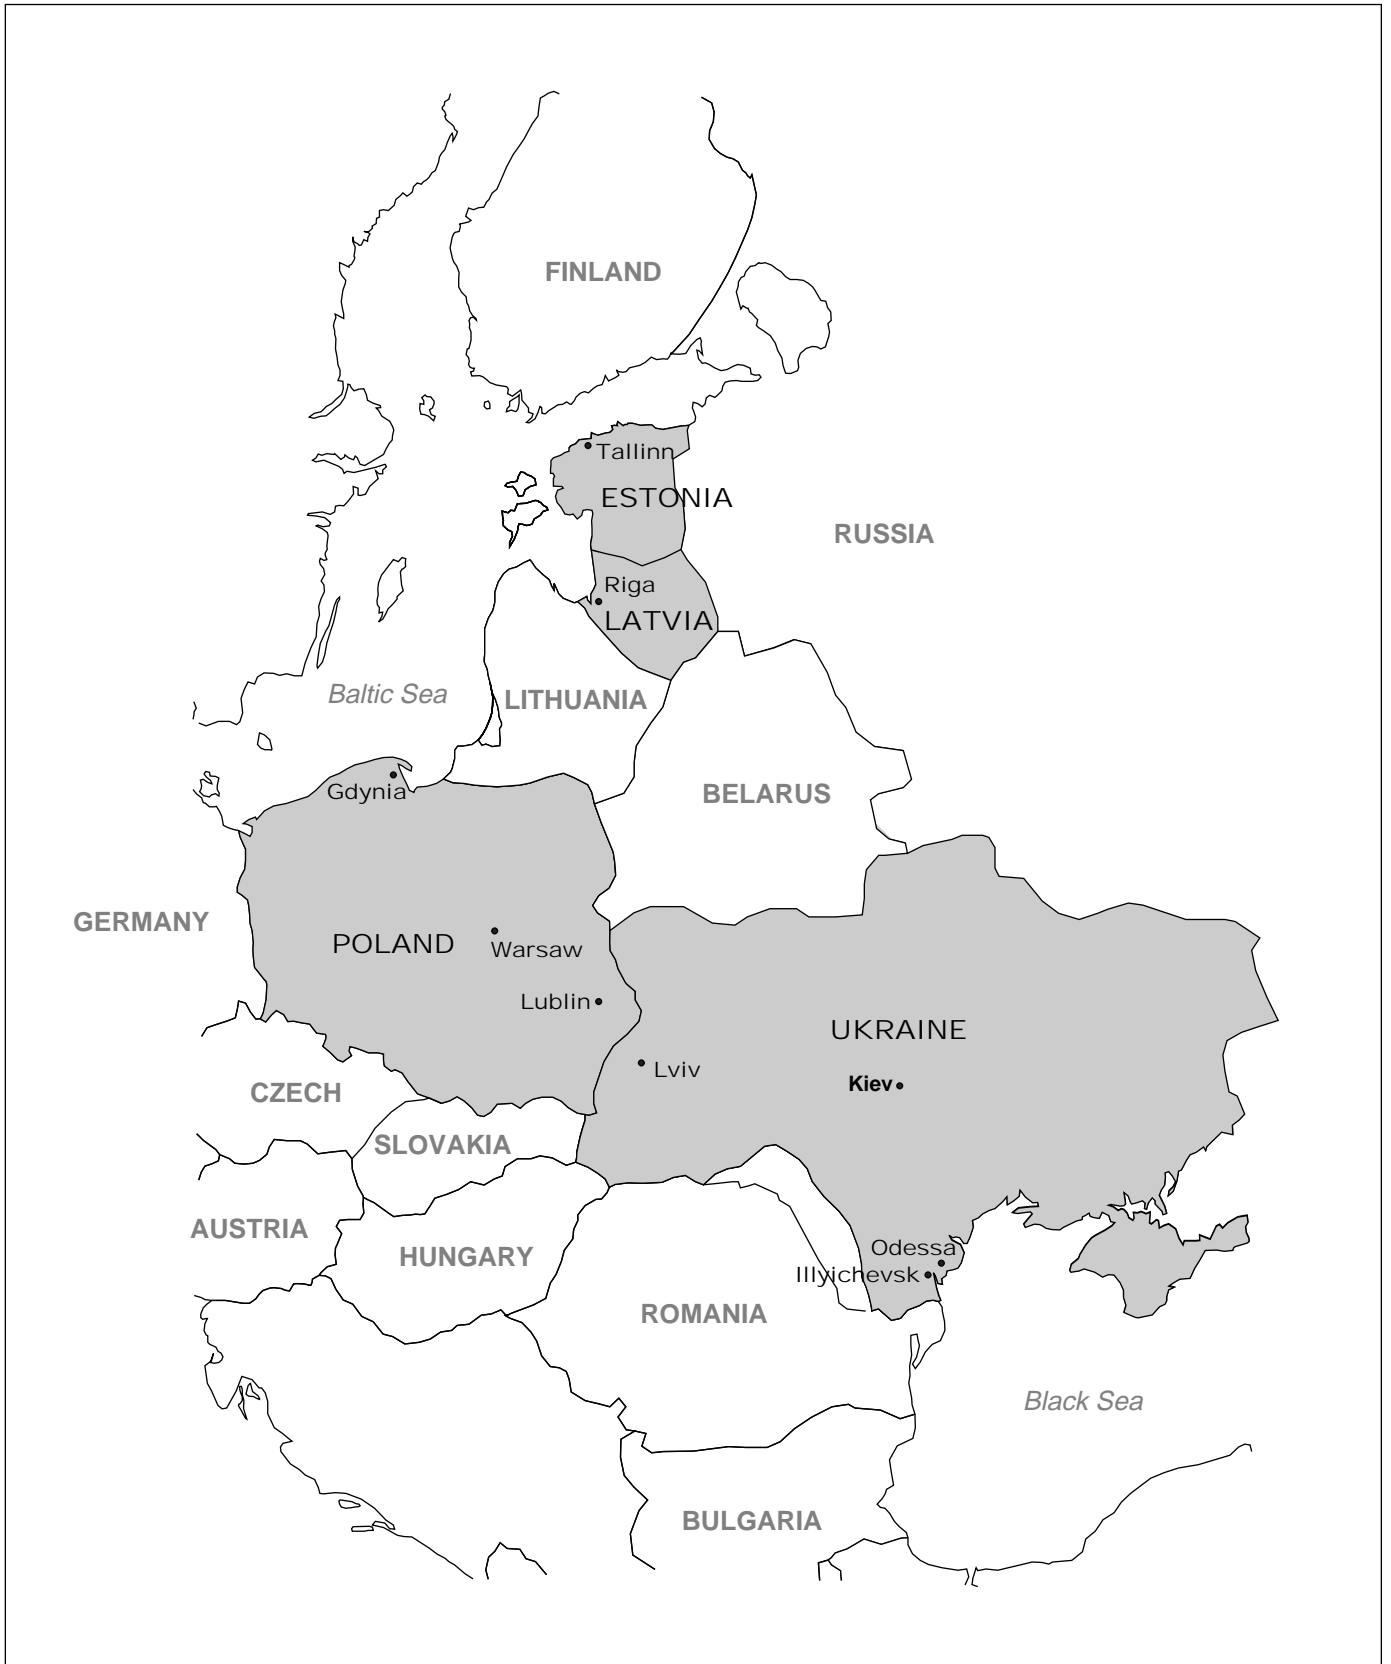 FINLAND
Tallinn
ESTONIA
RUSSIA
Riga
LATVIA
Baltic Sea
LITHUANIA
Gdynia
BELARUS
GERMANY
POLAND
Warsaw
Lublin
UKRAINE
Lviv
Kiev
CZECH
SLOVAKIA
AUSTRIA
HUNGARY
Odessa
Illyichevsk
ROMANIA
Black Sea
BULGARIA